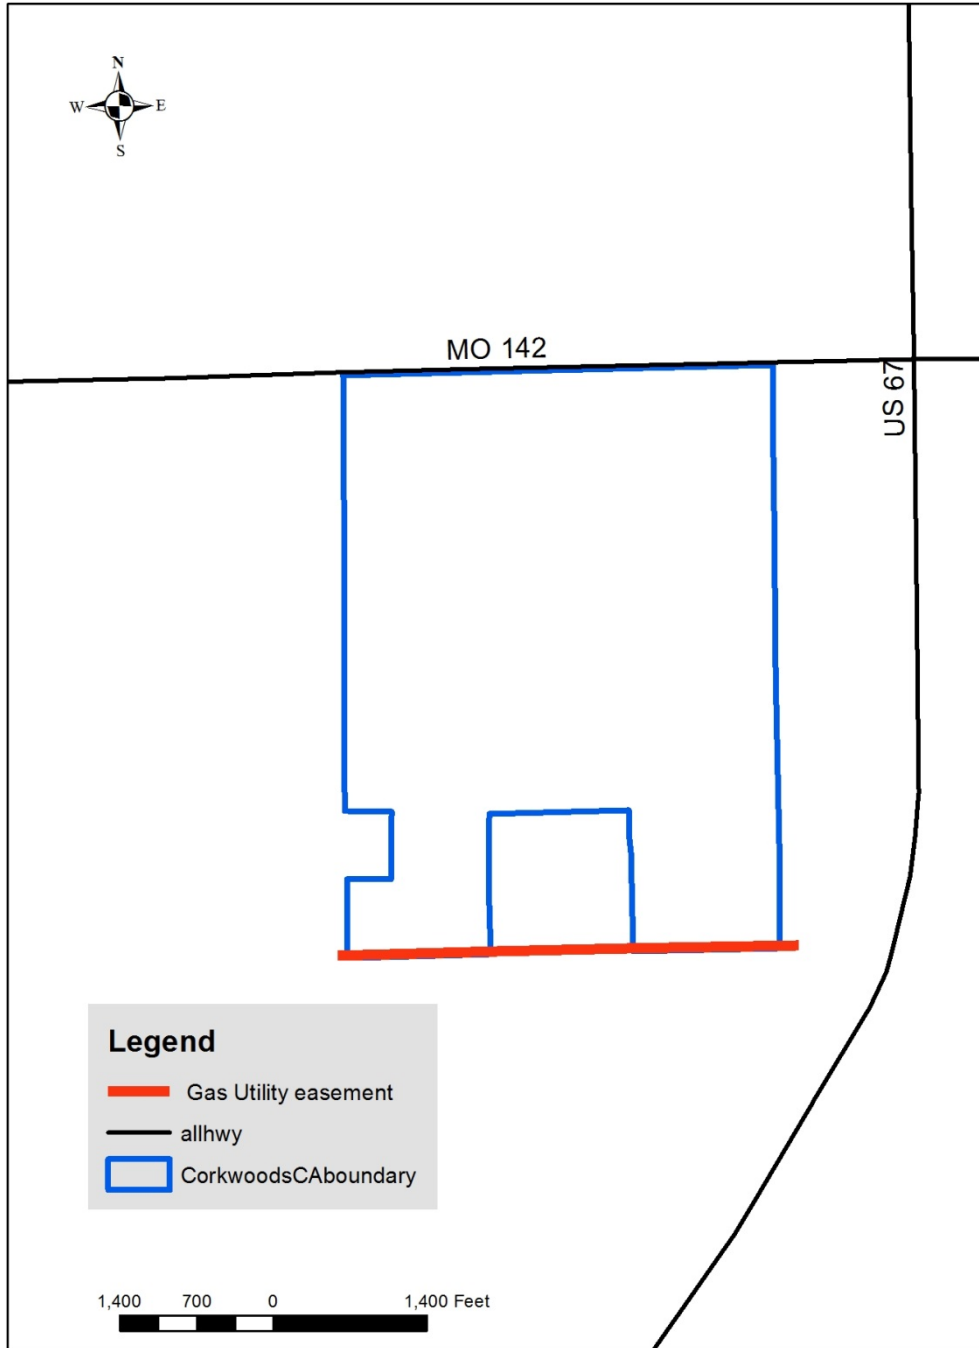 N
W E
S
MO 142
US 67
Legend
Gas Utility easement
allhwy
CorkwoodsCAboundary
1,400 700 0 1,400 Feet